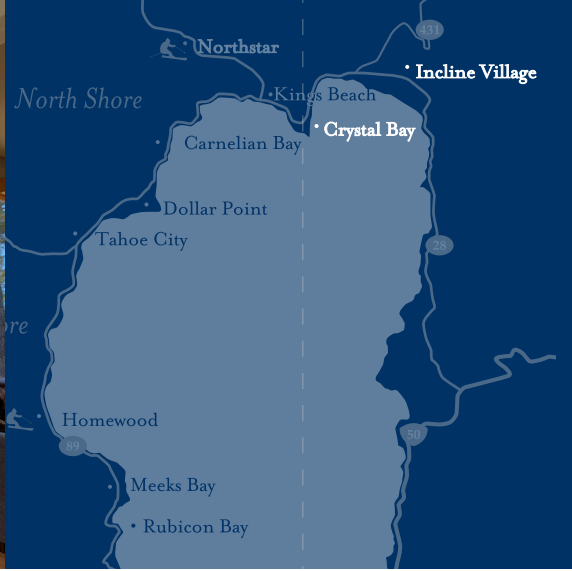 431
Northstar
Incline Village
North Shore
Kings Beach
Crystal Bay
Carnelian Bay
Dollar Point
Tahoe City
28
ore
50
Homewood
89
Meeks Bay
Rubicon Bay